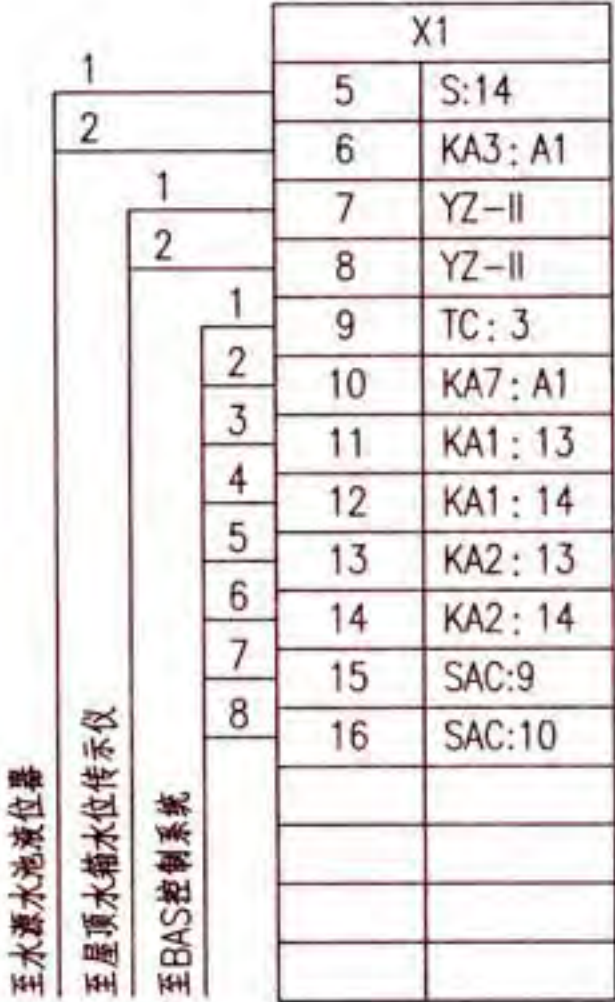 X1
1 5 S:14
2 6 KA3: A1
1 7 YZ-II
2 8 YZ-II
1 9 TC: 3
2 10 KA7: A1
3 11 KA1: 13
4 12 KA1: 14
5 13 KA2: 13
6 14 KA2: 14
7 15 SAC:9
8 16 SAC:10
至水源水池液位器
至屋顶水箱水位传示仪
至BAS控制系统